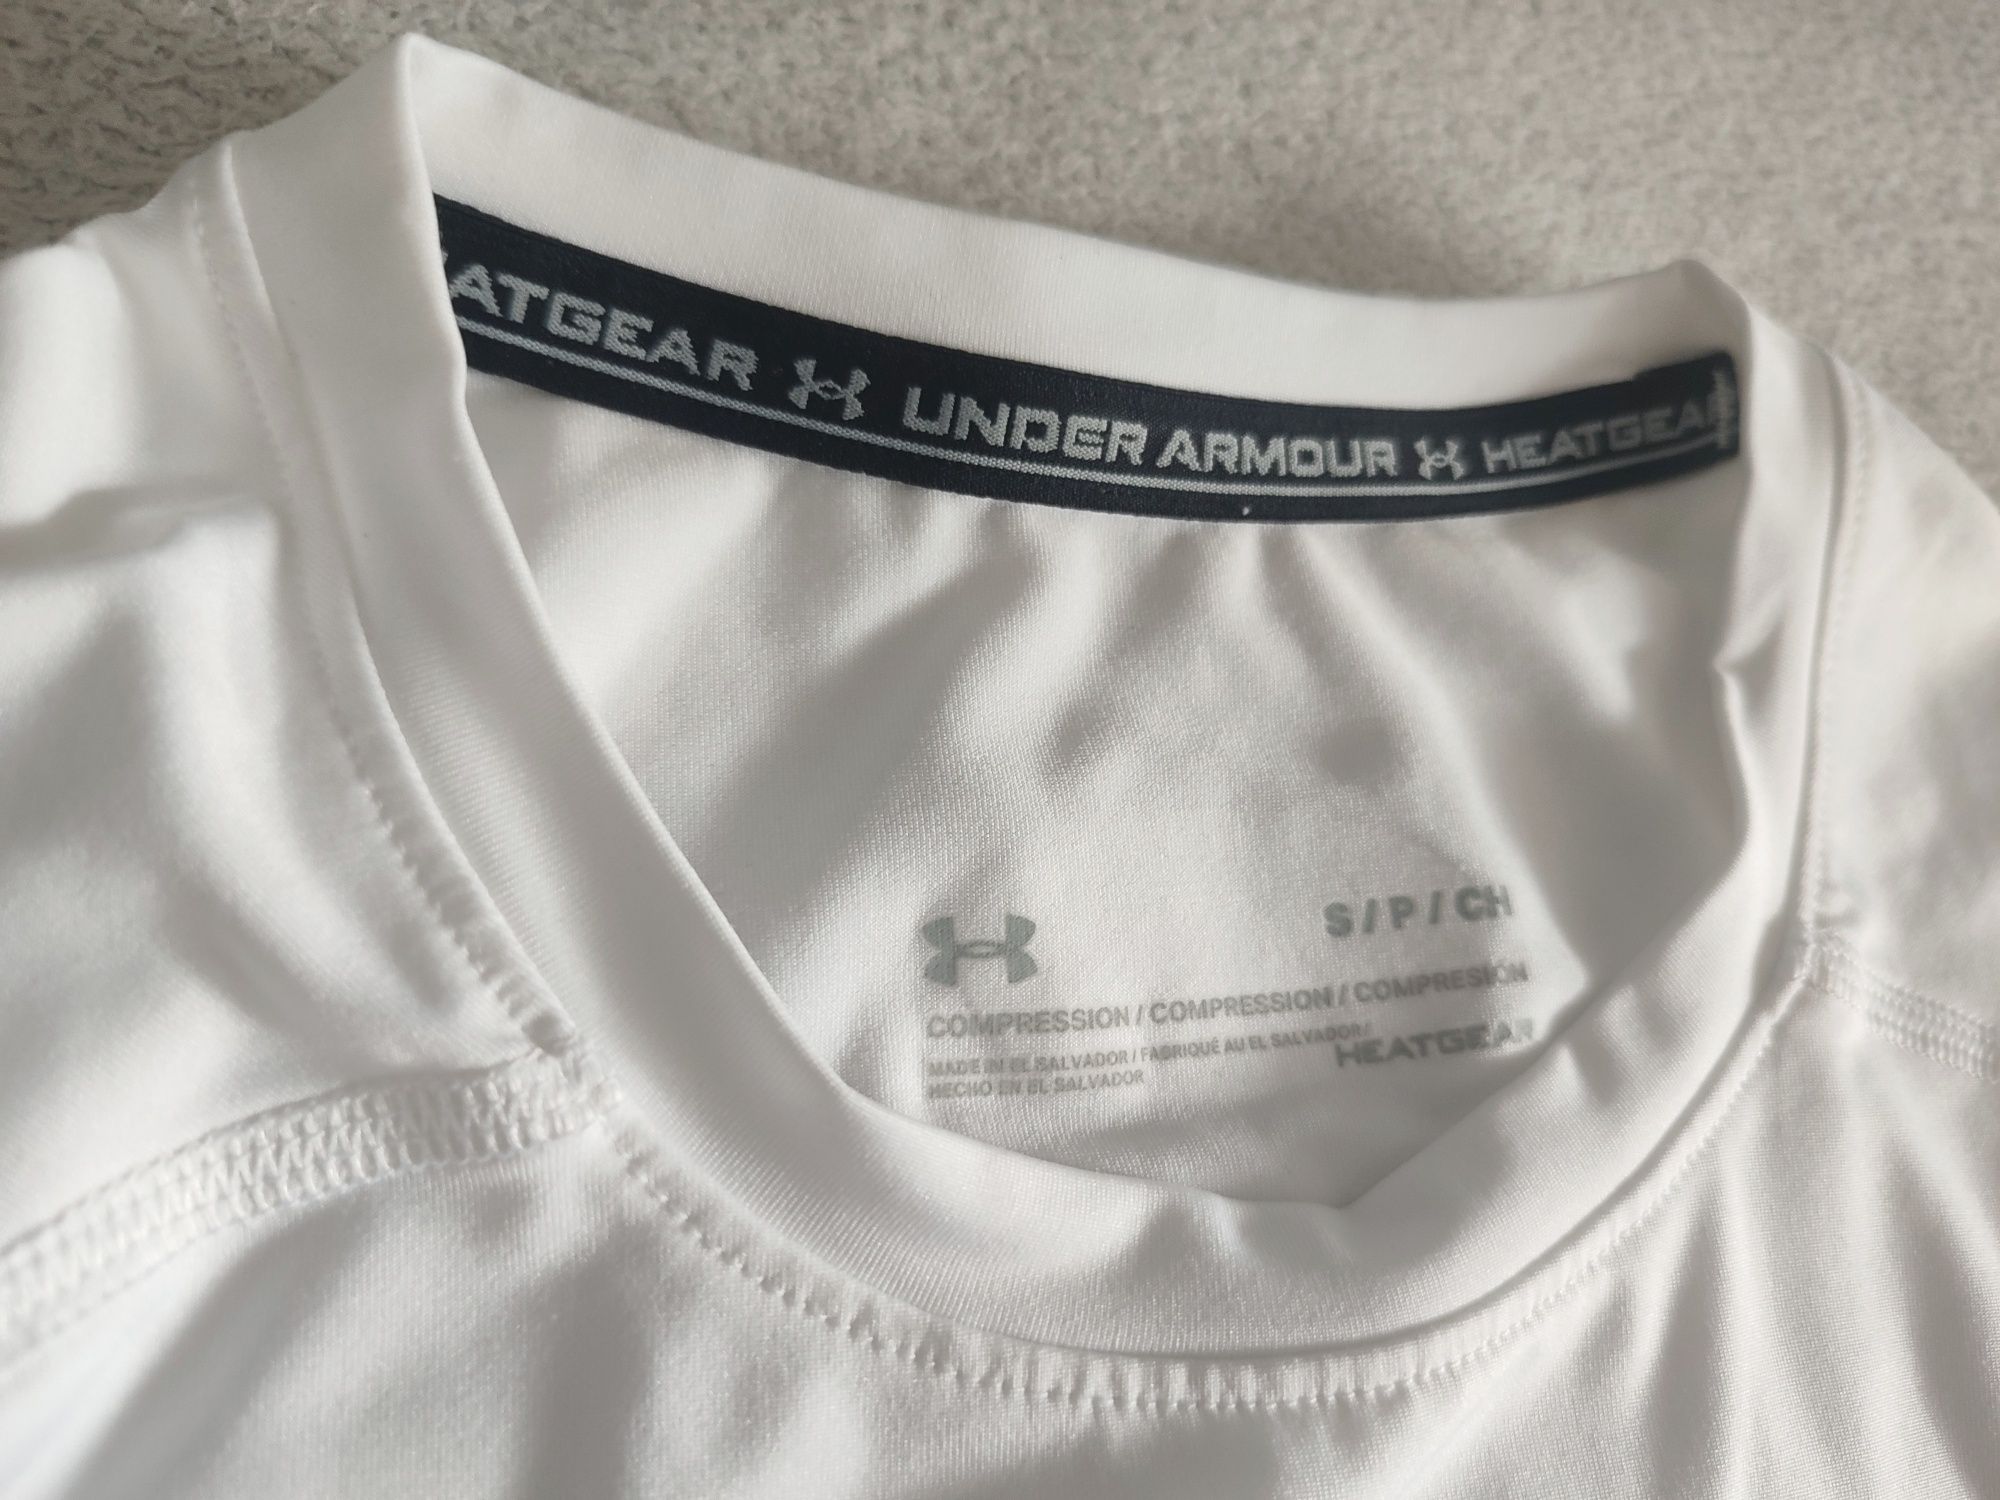 HEATGEAR UNDER ARMOUR HEATGEAR
S / P / CH
COMPRESSION / COMPRESSION / COMPRESIÓN
MADE IN EL SALVADOR / FABRIQUÉ AU EL SALVADOR /
HECHO EN EL SALVADOR
HEATGEAR